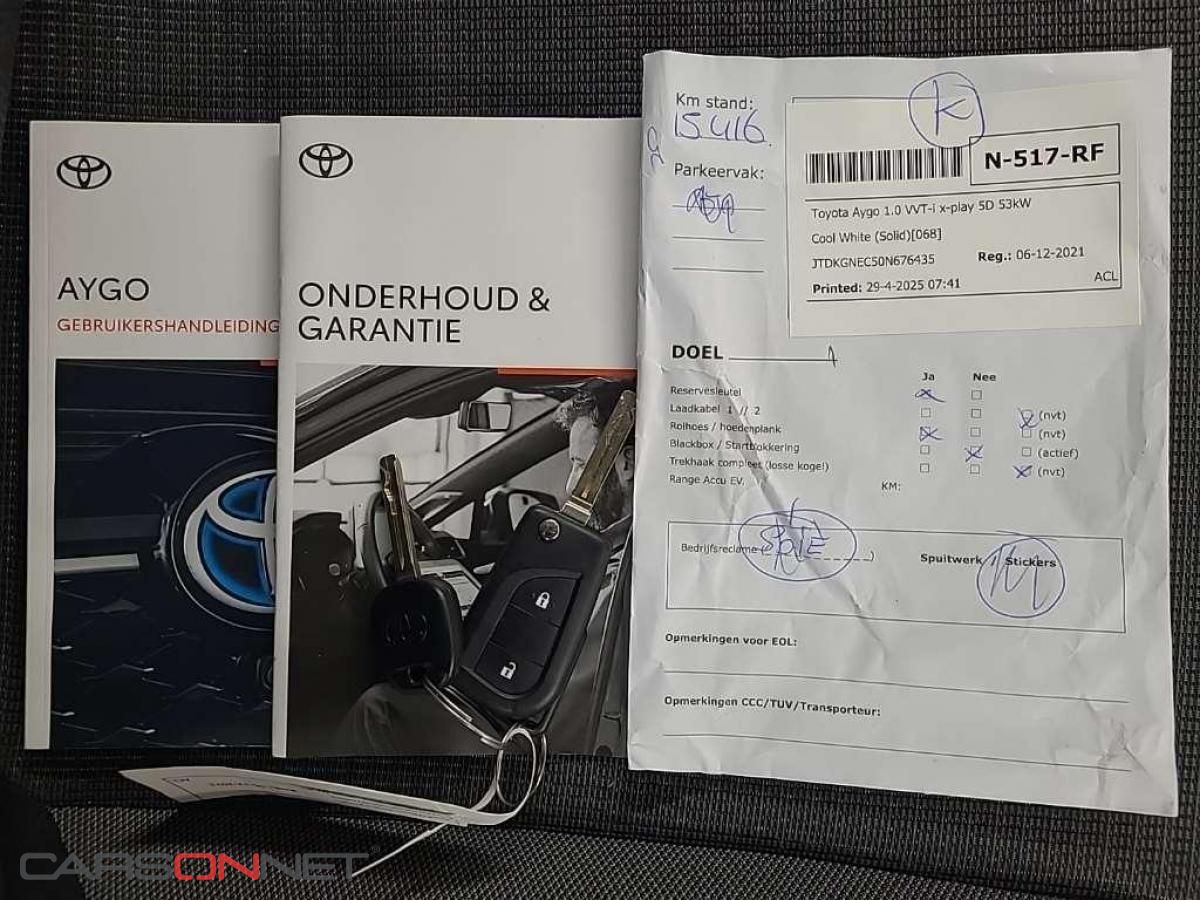 AYGO
GEBRUIKERSHANDLEIDING
ONDERHOUD &
GARANTIE
Km stand:
15416
Parkeervak:
K
N-517-RF
Toyota Aygo 1.0 VVT-i x-play 5D 53kW
Cool White (Solid)[068]
JTDKGNEC50N676435
Reg.: 06-12-2021
Printed: 29-4-2025 07:41
ACL
DOEL
Ja Nee
Reservesleutel
Laadkabel 1 // 2 (nvt)
Rolhoes / hoedenplank (nvt)
Blackbox / Startblokkering (actief)
Trekhaak compleet (losse kogel) (nvt)
Range Accu EV, KM:
Bedrijfsreclame
Spuitwerk / Stickers
Opmerkingen voor EOL:
Opmerkingen CCC/TUV/Transporteur:
CARSONNET